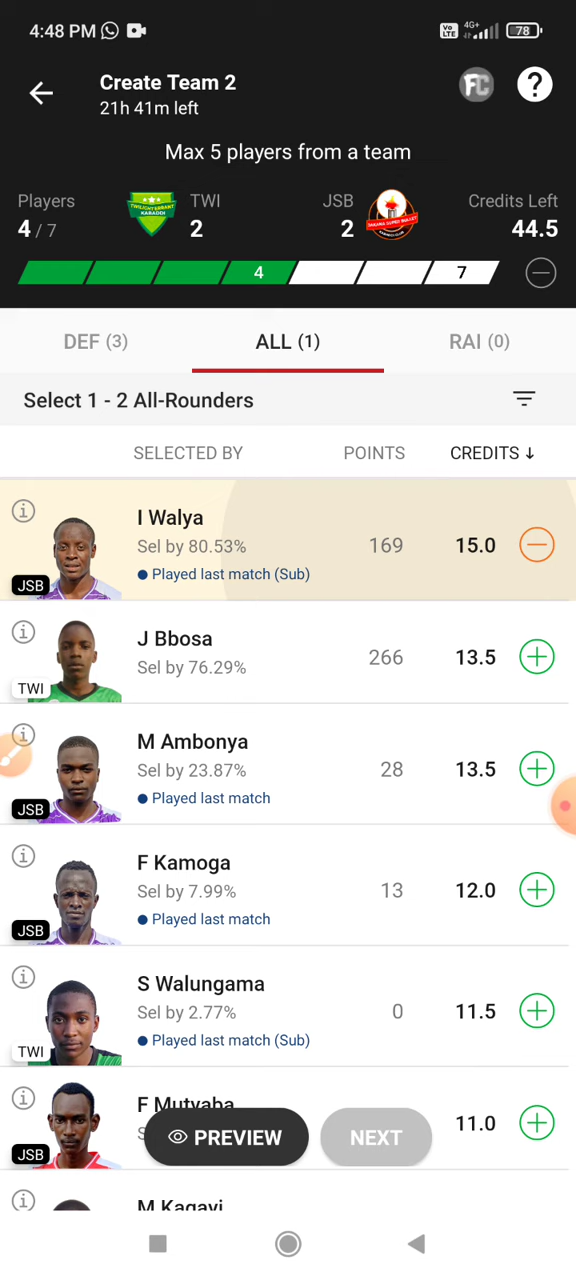 4:48 PM
Vo LTE 4G+ 78
Create Team 2
21h 41m left
FC ?
Max 5 players from a team
Players
4 / 7
TWI
2
JSB
2
Credits Left
44.5
4 7
DEF (3) ALL (1) RAI (0)
Select 1 - 2 All-Rounders
SELECTED BY POINTS CREDITS ↓
I Walya
Sel by 80.53% 169 15.0
Played last match (Sub)
JSB
J Bbosa
Sel by 76.29% 266 13.5
TWI
M Ambonya
Sel by 23.87% 28 13.5
Played last match
JSB
F Kamoga
Sel by 7.99% 13 12.0
Played last match
JSB
S Walungama
Sel by 2.77% 0 11.5
Played last match (Sub)
TWI
F Mutyaba
11.0
JSB
PREVIEW NEXT
M Kagayi